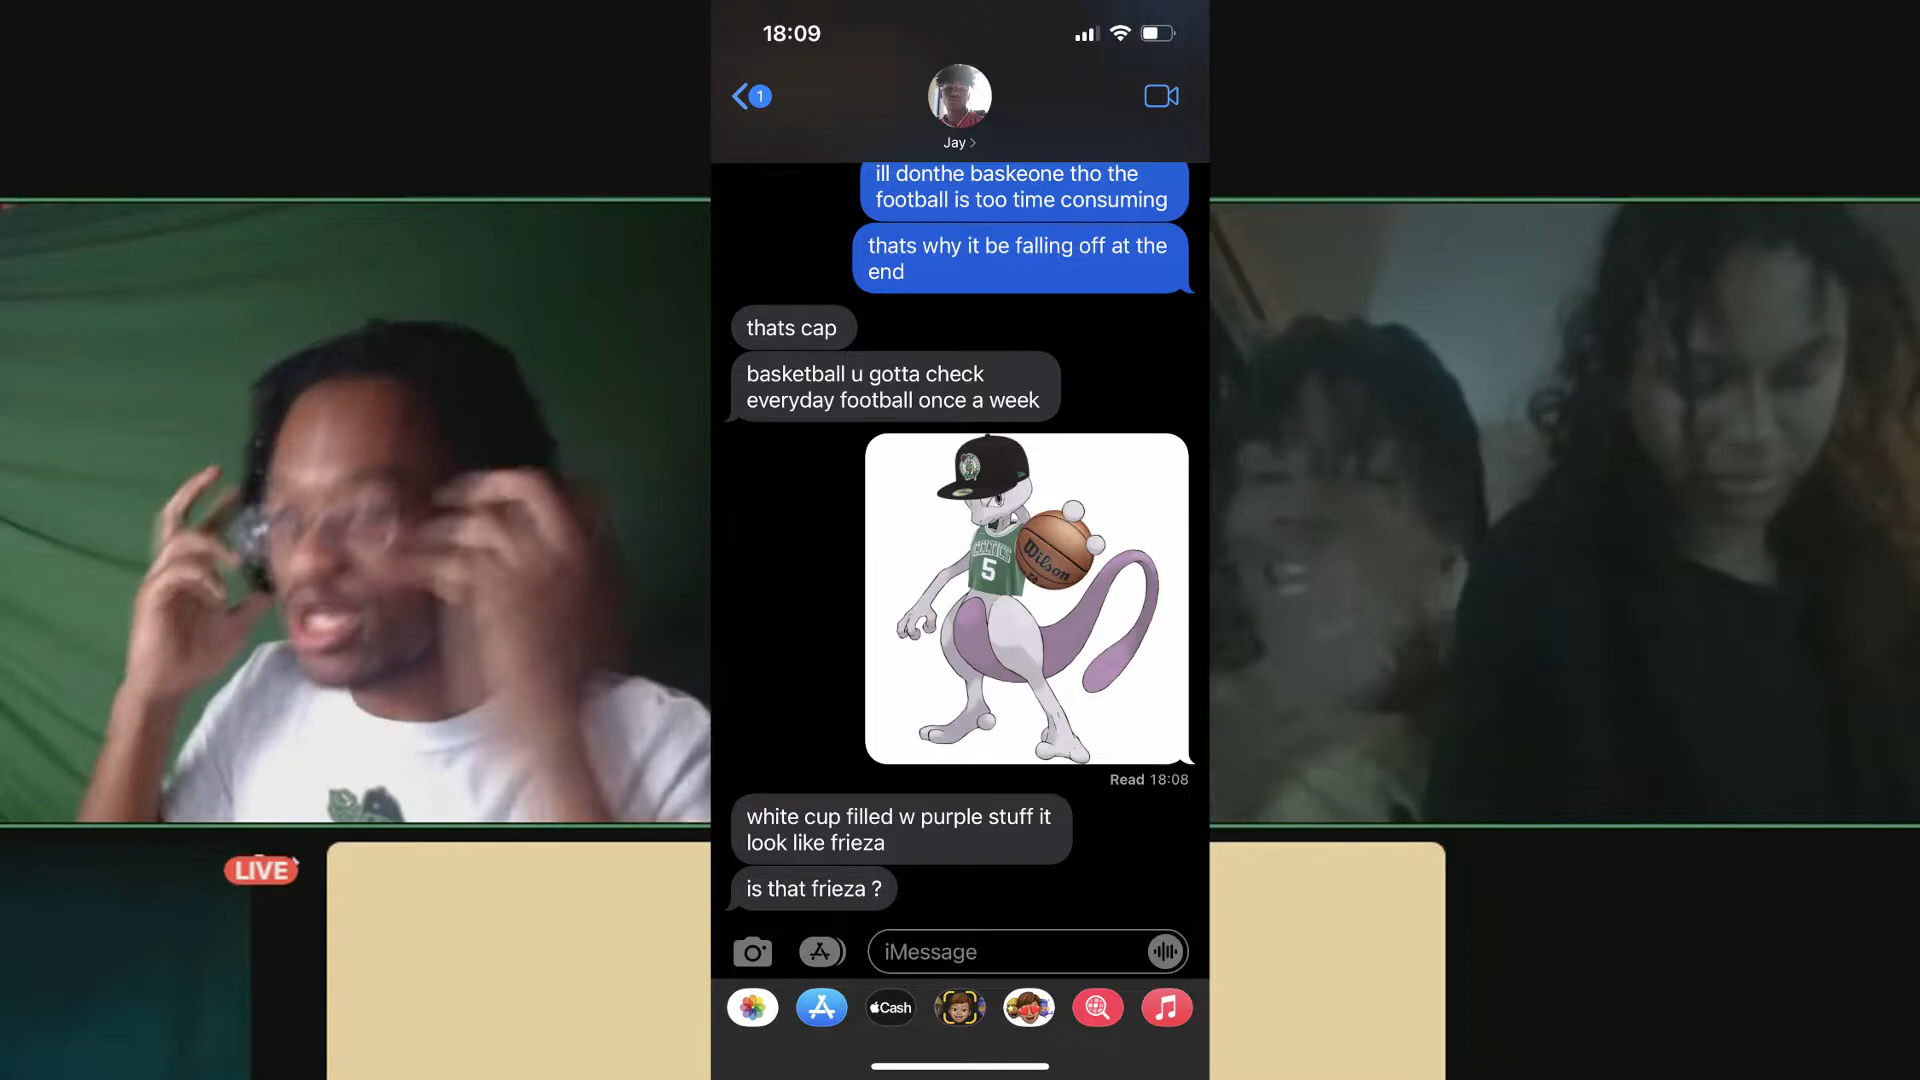 18:09
1
Jay
ill donthe baskeone tho the
football is too time consuming
thats why it be falling off at the
end
thats cap
basketball u gotta check
everyday football once a week
CELTICS
5
Wilson
Read 18:08
white cup filled w purple stuff it
look like frieza
is that frieza ?
iMessage
Cash
LIVE